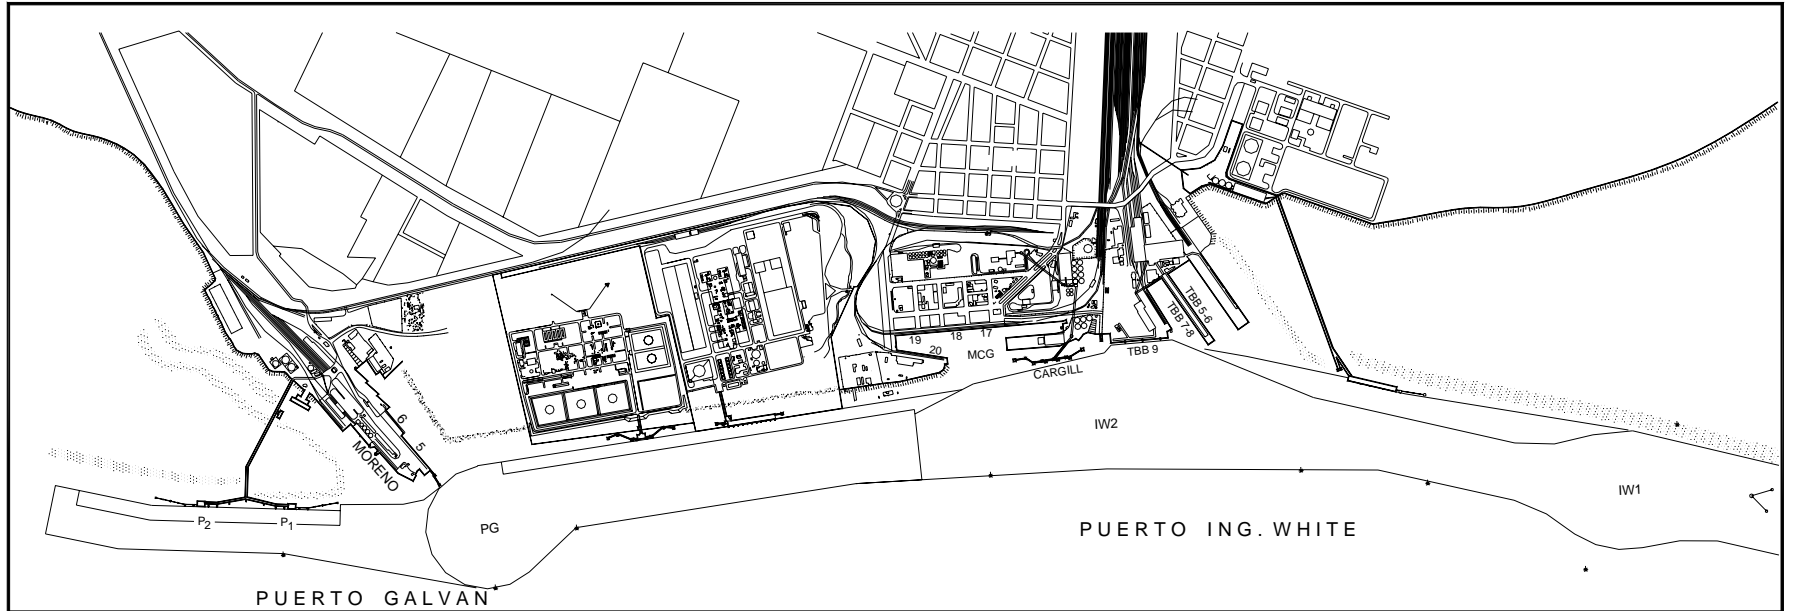 TBB 5-6
TBB 7-8
TBB 9
19
18
17
20
MCG
CARGILL
6
5
MORENO
IW2
IW1
P2
P1
PG
PUERTO ING. WHITE
PUERTO GALVAN